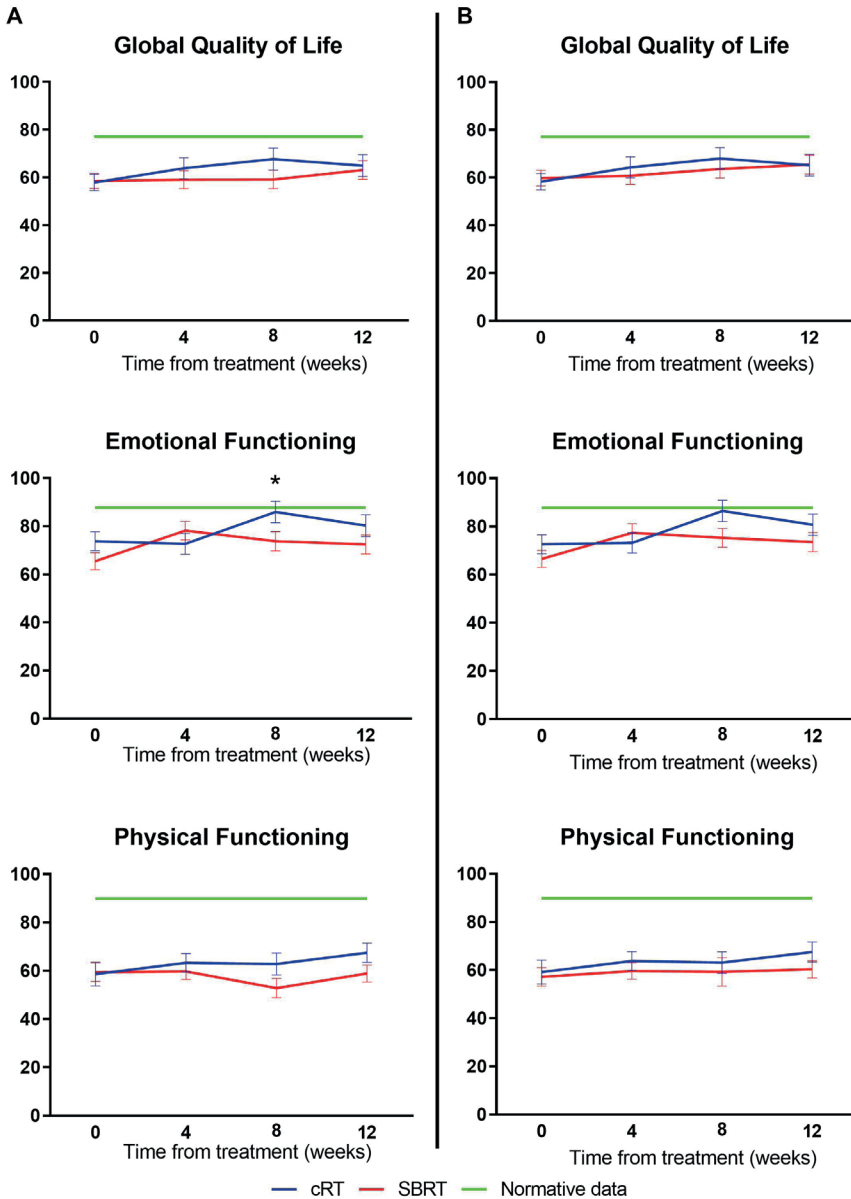 A
Global Quality of Life
100
80
60
40
20
0
0 4 8 12
Time from treatment (weeks)
Emotional Functioning
100
80
60
40
20
0
*
0 4 8 12
Time from treatment (weeks)
Physical Functioning
100
80
60
40
20
0
0 4 8 12
Time from treatment (weeks)
B
Global Quality of Life
100
80
60
40
20
0
0 4 8 12
Time from treatment (weeks)
Emotional Functioning
100
80
60
40
20
0
0 4 8 12
Time from treatment (weeks)
Physical Functioning
100
80
60
40
20
0
0 4 8 12
Time from treatment (weeks)
cRT SBRT Normative data